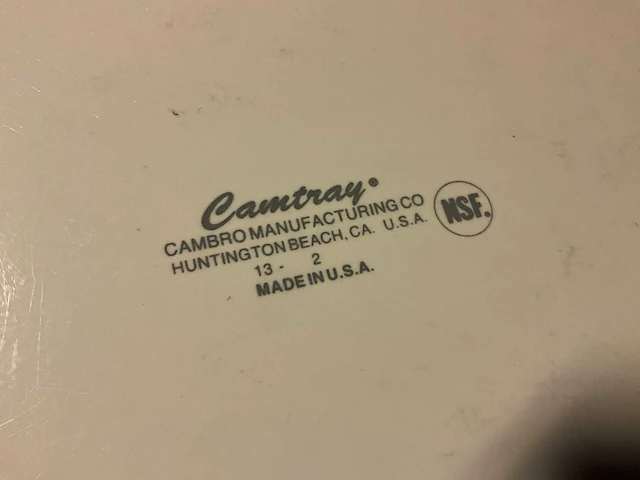 Camtray®
CAMBRO MANUFACTURING CO
HUNTINGTON BEACH, CA. U.S.A.
13 - 2
MADE IN U.S.A.
NSF.